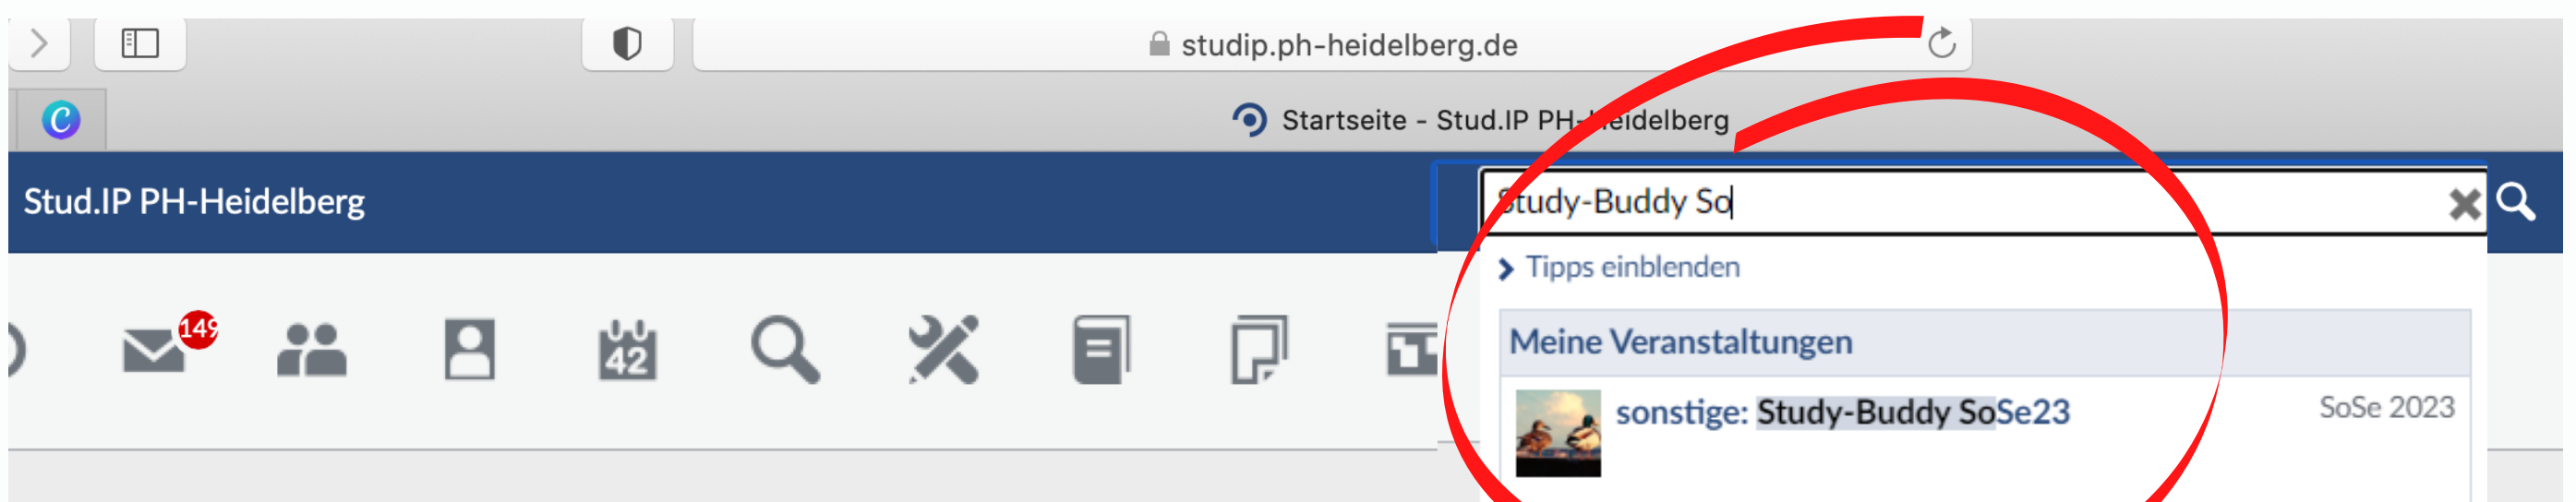 studip.ph-heidelberg.de
Startseite - Stud.IP PH-Heidelberg
Stud.IP PH-Heidelberg
Study-Buddy So
Tipps einblenden
149
42
Meine Veranstaltungen
sonstige: Study-Buddy SoSe23
SoSe 2023